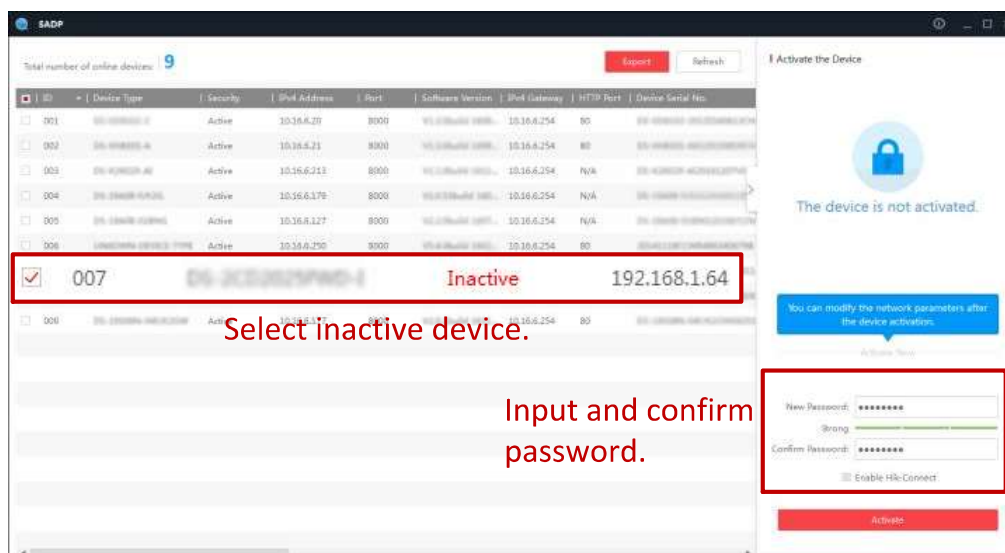 SADP
Total number of online devices: 9
Export
Refresh
ID | Device Type | Security | IPv4 Address | Port | Software Version | IPv4 Gateway | HTTP Port | Device Serial No.
001 Active 10.16.6.20 8000 10.16.6.254 80
002 Active 10.16.6.21 8000 10.16.6.254 80
003 Active 10.16.6.213 8000 10.16.6.254 N/A
004 Active 10.16.6.179 8000 10.16.6.254 N/A
005 Active 10.16.6.127 8000 10.16.6.254 N/A
006 UNKNOWN-DEVICE-TYPE Active 10.16.6.250 8000 10.16.6.254 80
007 Inactive 192.168.1.64
009 10.16.6.254 80
Select inactive device.
Input and confirm
password.
Activate the Device
The device is not activated.
You can modify the network parameters after
the device activation.
Activate Now
New Password:
Strong
Confirm Password:
Enable Hik-Connect
Activate